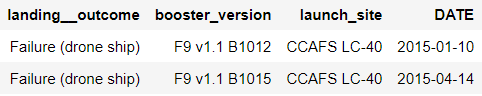 landing__outcome booster_version launch_site DATE
Failure (drone ship) F9 v1.1 B1012 CCAFS LC-40 2015-01-10
Failure (drone ship) F9 v1.1 B1015 CCAFS LC-40 2015-04-14